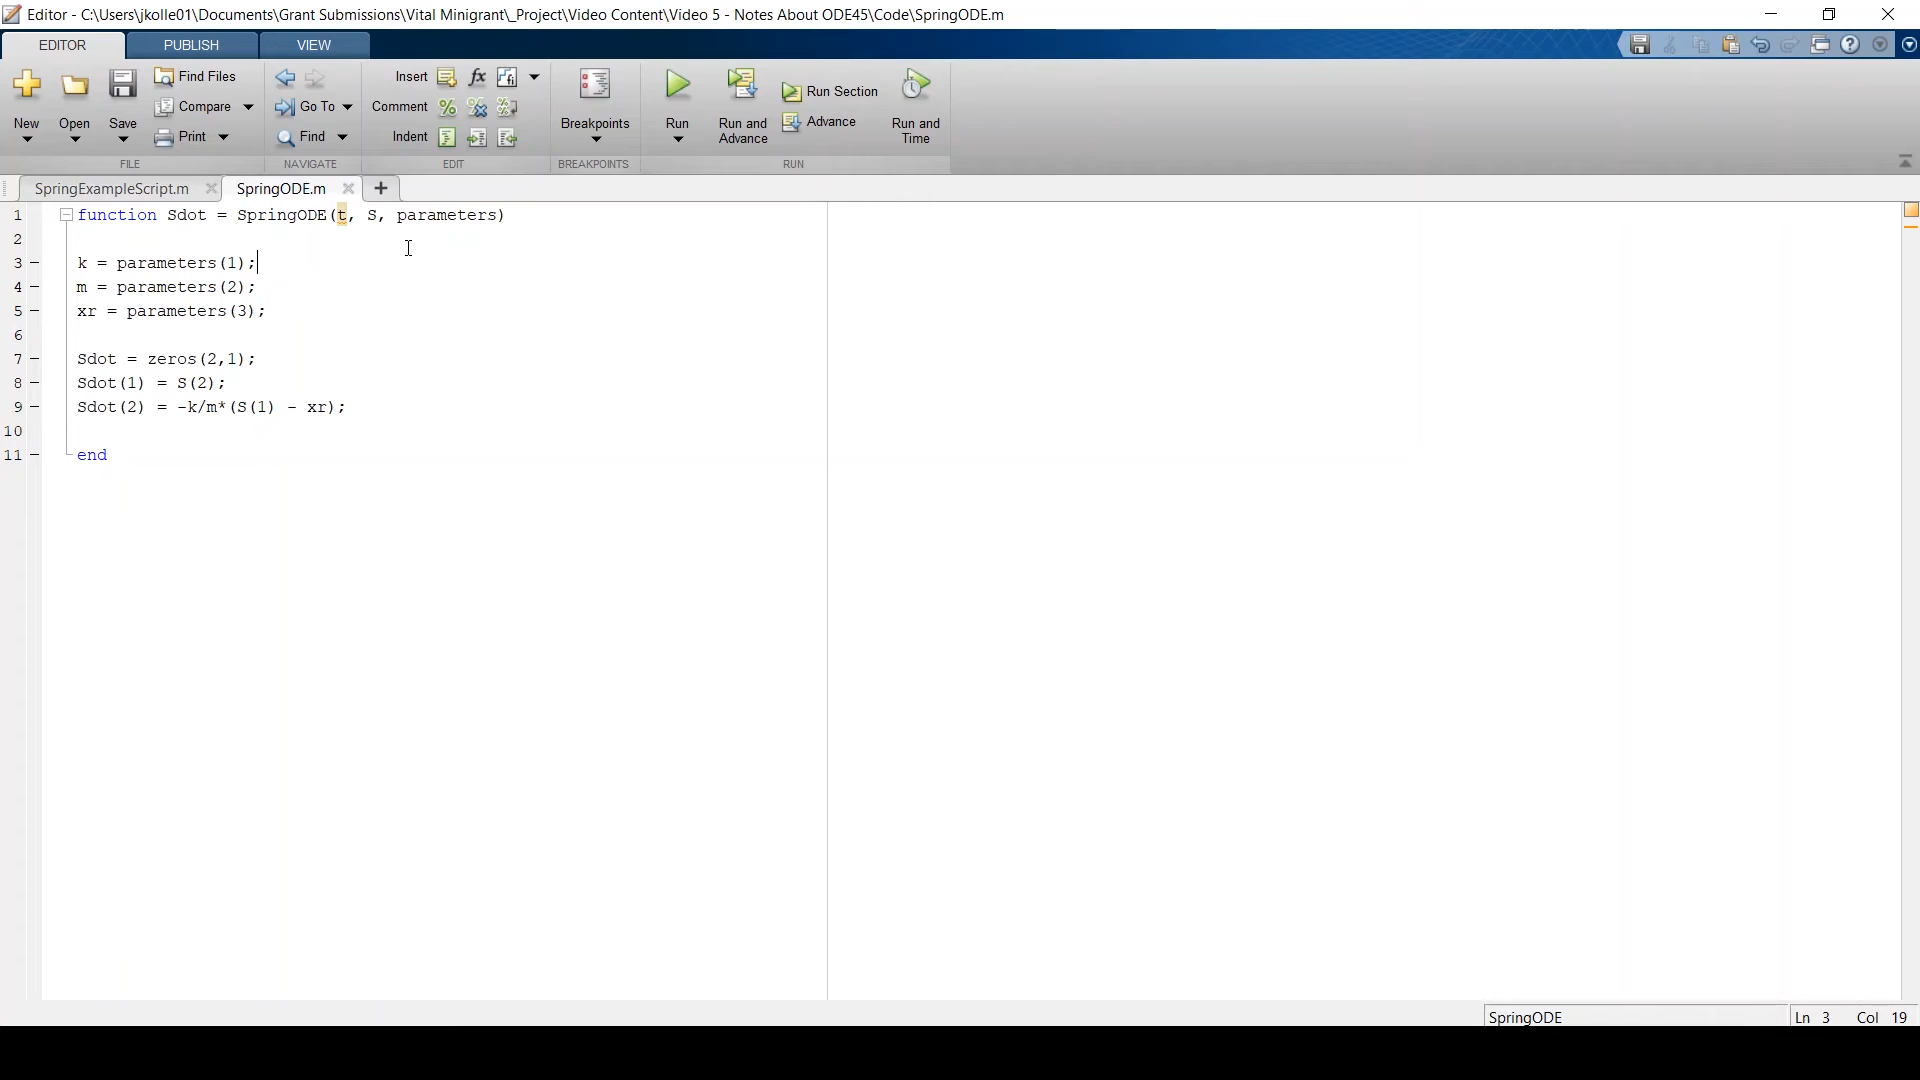 Editor - C:\Users\jkolle01\Documents\Grant Submissions\Vital Minigrant\_Project\Video Content\Video 5 - Notes About ODE45\Code\SpringODE.m
EDITOR PUBLISH VIEW
New
Open
Save
Find Files
Compare
Print
FILE
Go To
Find
NAVIGATE
Insert
Comment
Indent
EDIT
Breakpoints
BREAKPOINTS
Run
Run and
Advance
Run Section
Advance
Run and
Time
RUN
SpringExampleScript.m SpringODE.m
1 function Sdot = SpringODE(t, S, parameters)
2
3 k = parameters(1);
4 m = parameters(2);
5 xr = parameters(3);
6
7 Sdot = zeros(2,1);
8 Sdot(1) = S(2);
9 Sdot(2) = -k/m*(S(1) - xr);
10
11 end
SpringODE Ln 3 Col 19